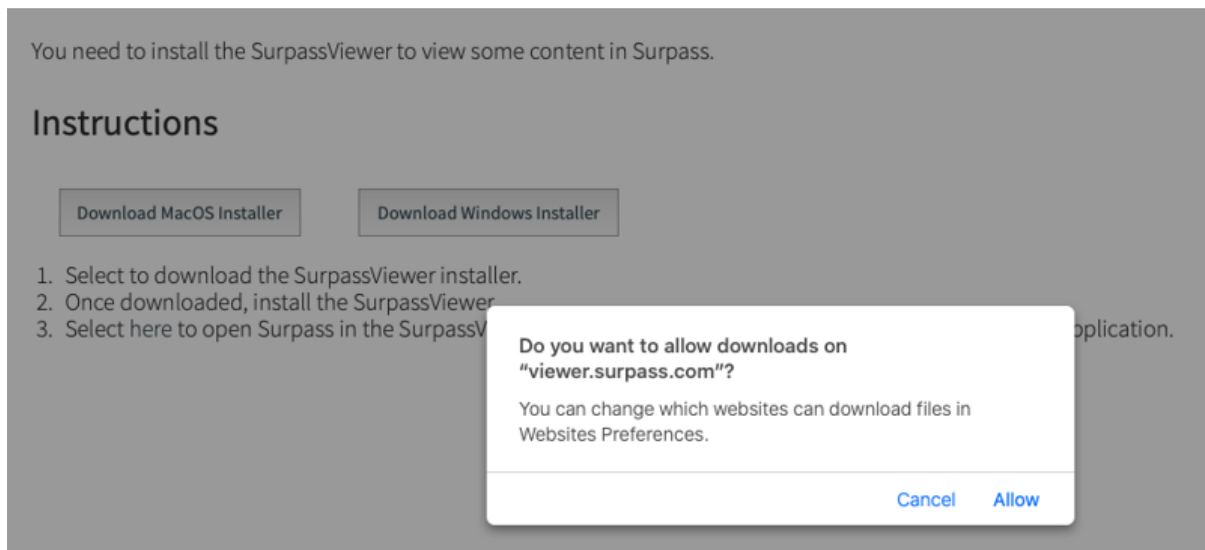 You need to install the SurpassViewer to view some content in Surpass.
Instructions
Download MacOS Installer
Download Windows Installer
1. Select to download the SurpassViewer installer.
2. Once downloaded, install the SurpassViewer
3. Select here to open Surpass in the SurpassV
pplication.
Do you want to allow downloads on
“viewer.surpass.com”?
You can change which websites can download files in
Websites Preferences.
Cancel
Allow